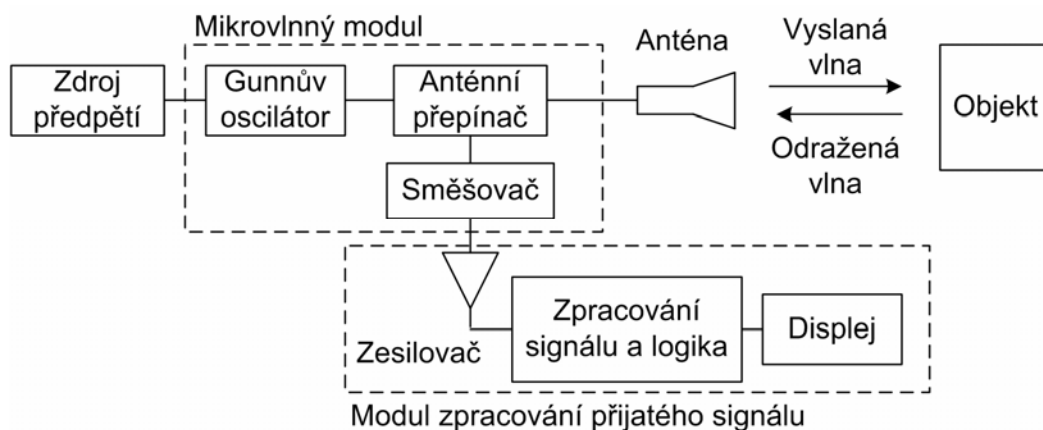 Mikrovlnný modul
Zdroj
předpětí
Gunnův
oscilátor
Anténní
přepínač
Směšovač
Anténa
Vyslaná
vlna
Odražená
vlna
Objekt
Zesilovač
Zpracování
signálu a logika
Displej
Modul zpracování přijatého signálu